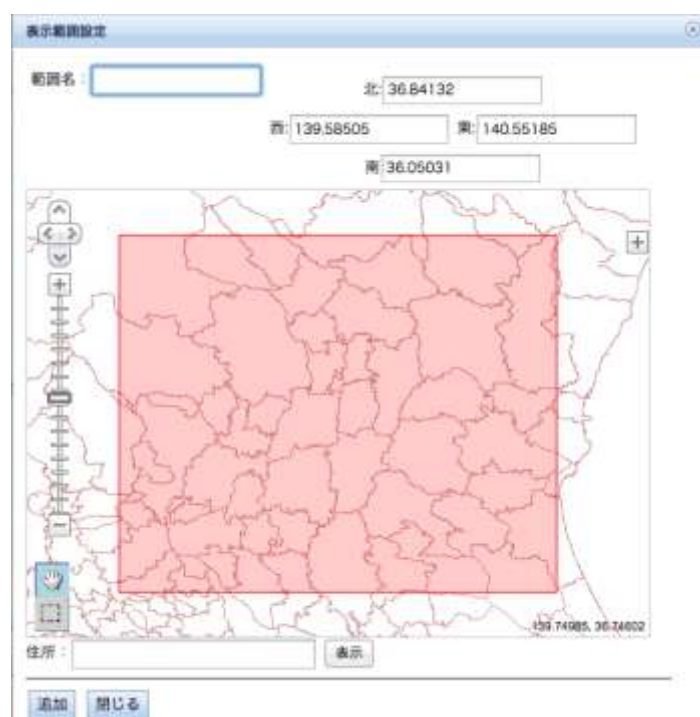 表示範囲設定
範囲名：
北: 36.84132
西: 139.58505 東: 140.55185
南 36.05031
139.74985, 36.74602
住所：
表示
追加 閉じる